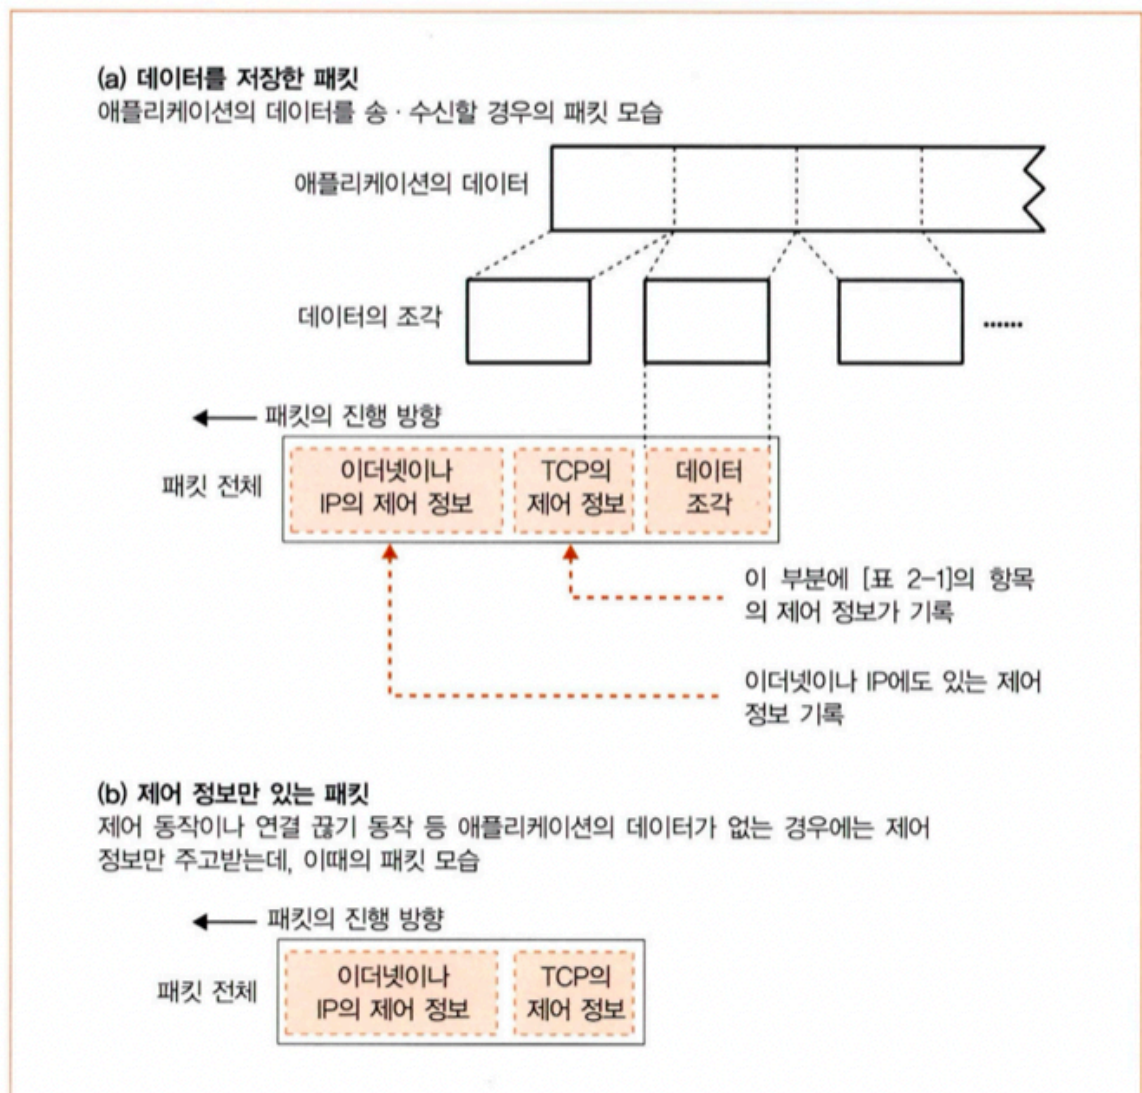 (a) 데이터를 저장한 패킷
애플리케이션의 데이터를 송·수신할 경우의 패킷 모습
애플리케이션의 데이터
데이터의 조각
······
패킷의 진행 방향
패킷 전체
이더넷이나
IP의 제어 정보
TCP의
제어 정보
데이터
조각
이 부분에 [표 2-1]의 항목
의 제어 정보가 기록
이더넷이나 IP에도 있는 제어
정보 기록
(b) 제어 정보만 있는 패킷
제어 동작이나 연결 끊기 동작 등 애플리케이션의 데이터가 없는 경우에는 제어
정보만 주고받는데, 이때의 패킷 모습
패킷의 진행 방향
패킷 전체
이더넷이나
IP의 제어 정보
TCP의
제어 정보